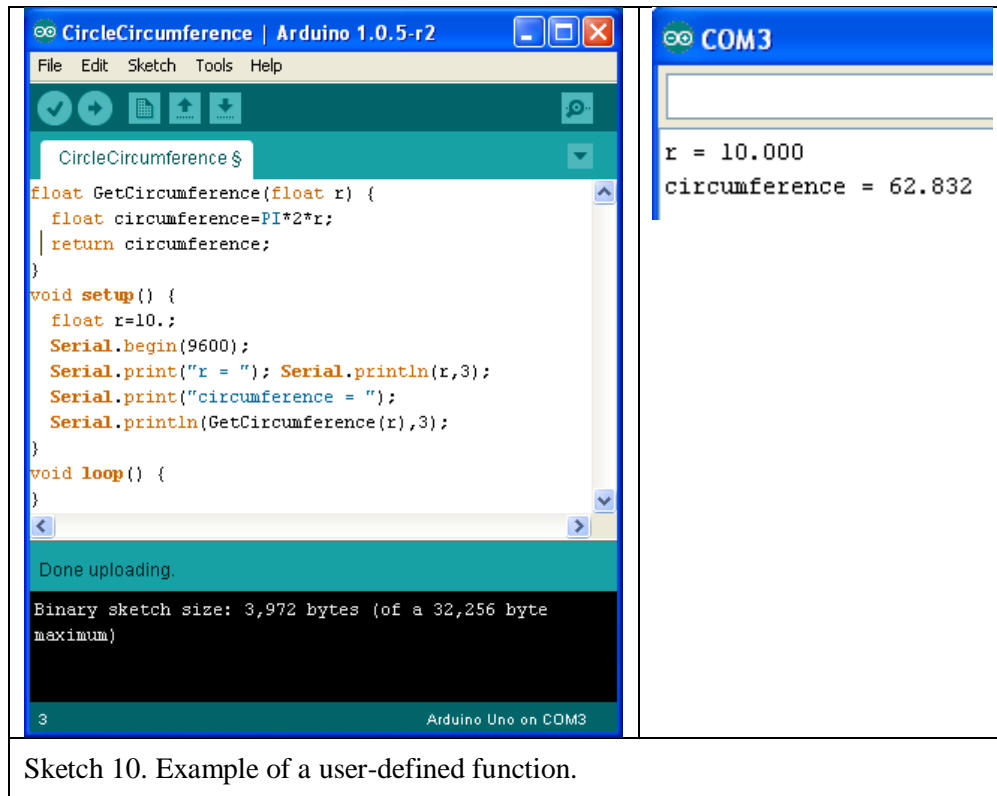 CircleCircumference | Arduino 1.0.5-r2
File Edit Sketch Tools Help
CircleCircumference §
float GetCircumference(float r) {
  float circumference=PI*2*r;
  return circumference;
}
void setup() {
  float r=10.;
  Serial.begin(9600);
  Serial.print("r = "); Serial.println(r,3);
  Serial.print("circumference = ");
  Serial.println(GetCircumference(r),3);
}
void loop() {
}
Done uploading.
Binary sketch size: 3,972 bytes (of a 32,256 byte
maximum)
3 Arduino Uno on COM3
COM3
r = 10.000
circumference = 62.832
Sketch 10. Example of a user-defined function.